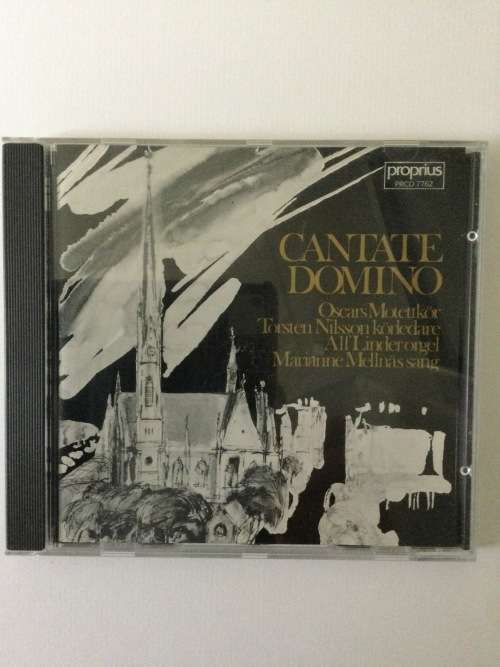 proprius
PRCD 7762
CANTATE
DOMINO
Oscars Motettkör
Torsten Nilsson körledare
Alf Linder orgel
Marianne Mellnäs sång